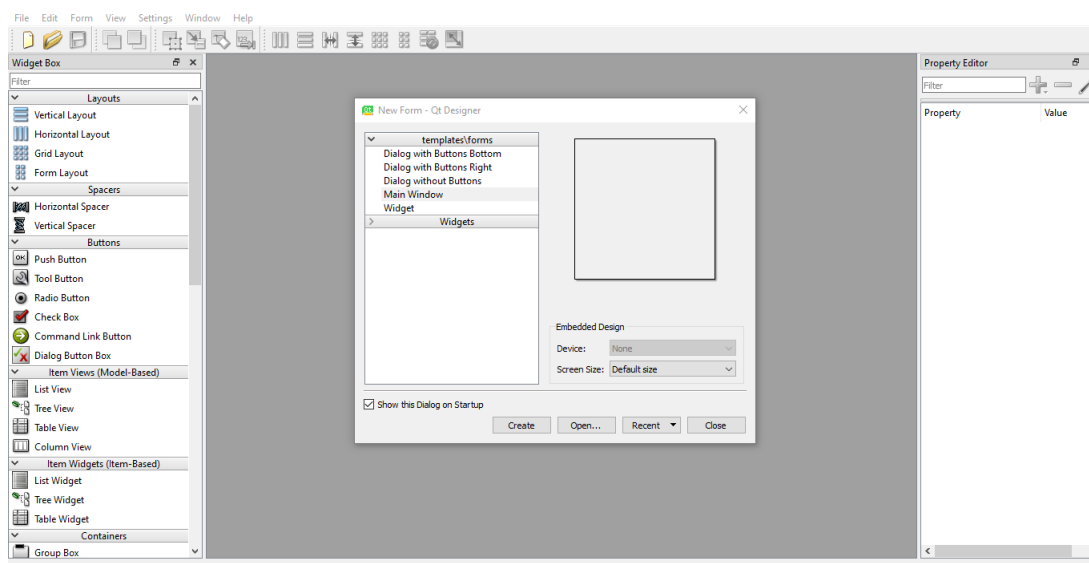 File Edit Form View Settings Window Help
Widget Box
Filter
Layouts
Vertical Layout
Horizontal Layout
Grid Layout
Form Layout
Spacers
Horizontal Spacer
Vertical Spacer
Buttons
OK Push Button
Tool Button
Radio Button
Check Box
Command Link Button
Dialog Button Box
Item Views (Model-Based)
List View
Tree View
Table View
Column View
Item Widgets (Item-Based)
List Widget
Tree Widget
Table Widget
Containers
Group Box
Qt New Form - Qt Designer
templates\forms
Dialog with Buttons Bottom
Dialog with Buttons Right
Dialog without Buttons
Main Window
Widget
Widgets
Embedded Design
Device: None
Screen Size: Default size
Show this Dialog on Startup
Create Open... Recent Close
Property Editor
Filter
Property Value